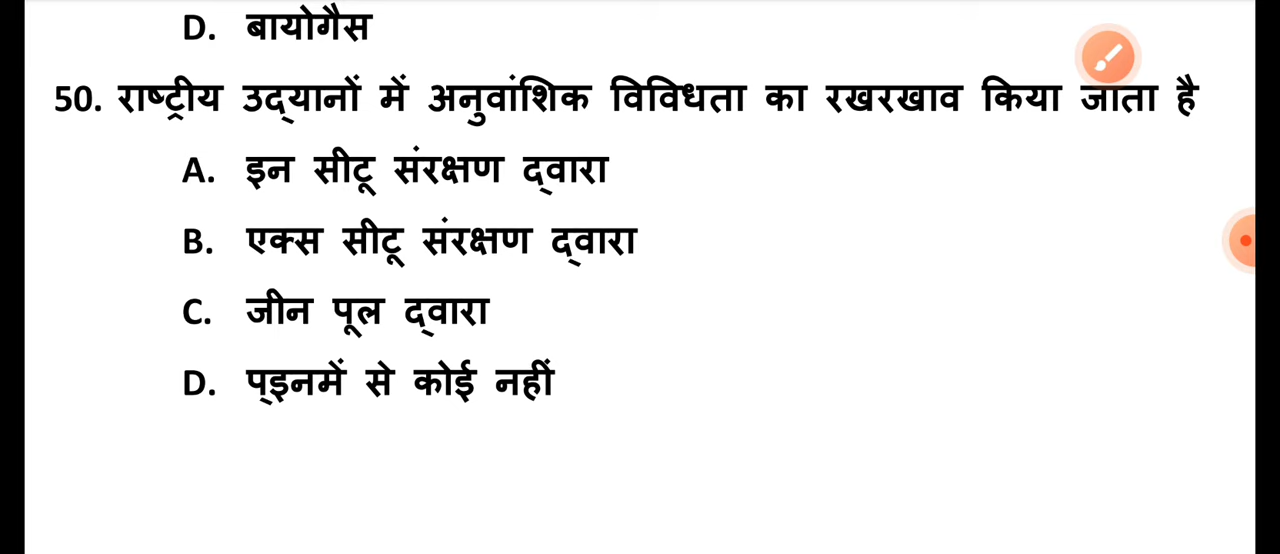 D. बायोगैस
50. राष्ट्रीय उद्यानों में अनुवांशिक विविधता का रखरखाव किया जाता है
A. इन सीटू संरक्षण द्वारा
B. एक्स सीटू संरक्षण द्वारा
C. जीन पूल द्वारा
D. प्इनमें से कोई नहीं